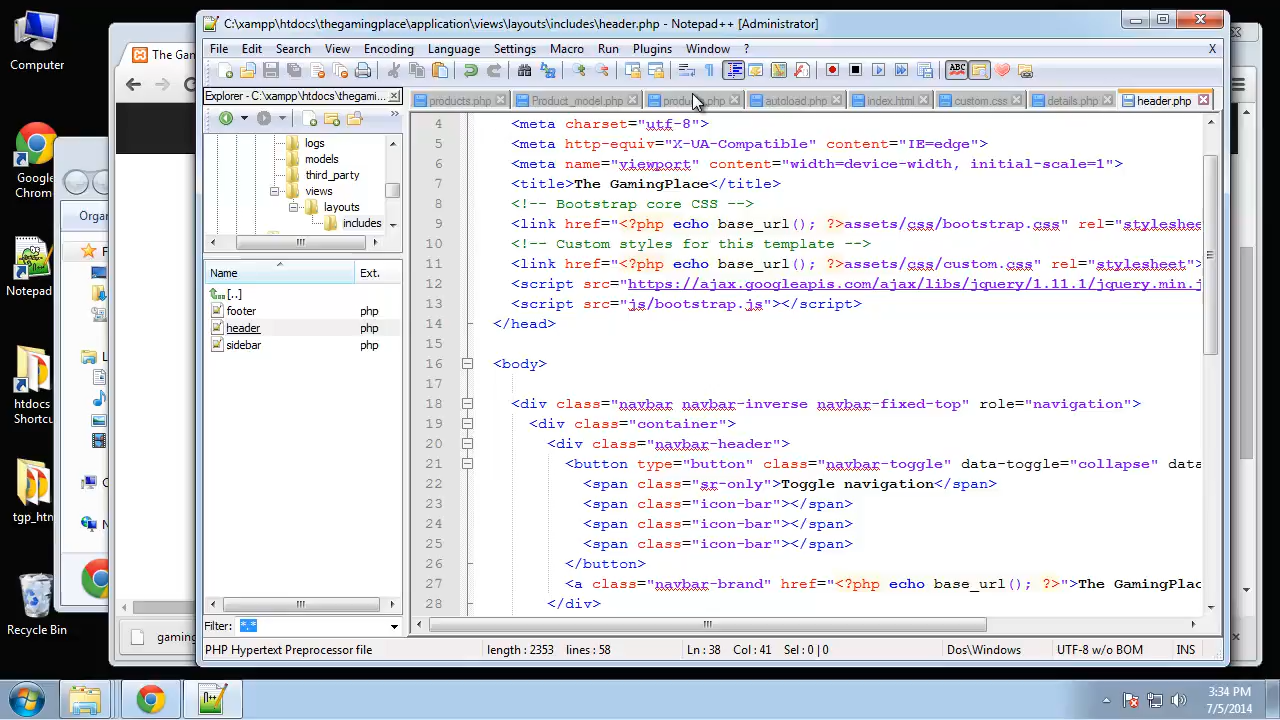 C:\xampp\htdocs\thegamingplace\application\views\layouts\includes\header.php - Notepad++ [Administrator]
File Edit Search View Encoding Language Settings Macro Run Plugins Window ? X
Computer
The Gam
ABC
Explorer - C:\xampp\htdocs\thegami...
products.php Product_model.php autoload.php index.html custom.css details.php header.php
logs
models
third_party
views
layouts
includes
Name Ext.
[..]
footer php
header php
sidebar php
Filter: *.*
4 <meta charset="utf-8">
5 <meta http-equiv="X-UA-Compatible" content="IE=edge">
6 <meta name="viewport" content="width=device-width, initial-scale=1">
7 <title>The GamingPlace</title>
8 <!-- Bootstrap core CSS -->
9 <link href="<?php echo base_url(); ?>assets/css/bootstrap.css" rel="styleshee
10 <!-- Custom styles for this template -->
11 <link href="<?php echo base_url(); ?>assets/css/custom.css" rel="stylesheet">
12 <script src="https://ajax.googleapis.com/ajax/libs/jquery/1.11.1/jquery.min.j
13 <script src="js/bootstrap.js"></script>
14 </head>
15
16 <body>
17
18 <div class="navbar navbar-inverse navbar-fixed-top" role="navigation">
19 <div class="container">
20 <div class="navbar-header">
21 <button type="button" class="navbar-toggle" data-toggle="collapse" data
22 <span class="sr-only">Toggle navigation</span>
23 <span class="icon-bar"></span>
24 <span class="icon-bar"></span>
25 <span class="icon-bar"></span>
26 </button>
27 <a class="navbar-brand" href="<?php echo base_url(); ?>">The GamingPlac
28 </div>
PHP Hypertext Preprocessor file length : 2353 lines : 58 Ln : 38 Col : 41 Sel : 0 | 0 Dos\Windows UTF-8 w/o BOM INS
Google
Chrom
Organ
F
Notepad
L
htdocs
Shortcu
C
N
tgp_htn
Recycle Bin
gaming
3:34 PM
7/5/2014